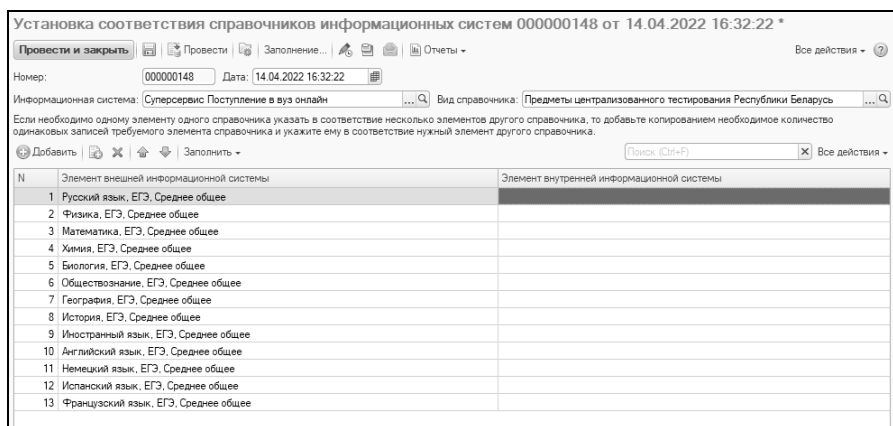 Установка соответствия справочников информационных систем 000000148 от 14.04.2022 16:32:22 *
Провести и закрыть Провести Заполнение... Отчеты Все действия ?
Номер: 000000148 Дата: 14.04.2022 16:32:22
Информационная система: Суперсервис Поступление в вуз онлайн ... Вид справочника: Предметы централизованного тестирования Республики Беларусь ...
Если необходимо одному элементу одного справочника указать в соответствие несколько элементов другого справочника, то добавьте копированием необходимое количество
одинаковых записей требуемого элемента справочника и укажите ему в соответствие нужный элемент другого справочника.
Добавить Заполнить Поиск (Ctrl+F) Все действия
N Элемент внешней информационной системы Элемент внутренней информационной системы
1 Русский язык, ЕГЭ, Среднее общее
2 Физика, ЕГЭ, Среднее общее
3 Математика, ЕГЭ, Среднее общее
4 Химия, ЕГЭ, Среднее общее
5 Биология, ЕГЭ, Среднее общее
6 Обществознание, ЕГЭ, Среднее общее
7 География, ЕГЭ, Среднее общее
8 История, ЕГЭ, Среднее общее
9 Иностранный язык, ЕГЭ, Среднее общее
10 Английский язык, ЕГЭ, Среднее общее
11 Немецкий язык, ЕГЭ, Среднее общее
12 Испанский язык, ЕГЭ, Среднее общее
13 Французский язык, ЕГЭ, Среднее общее